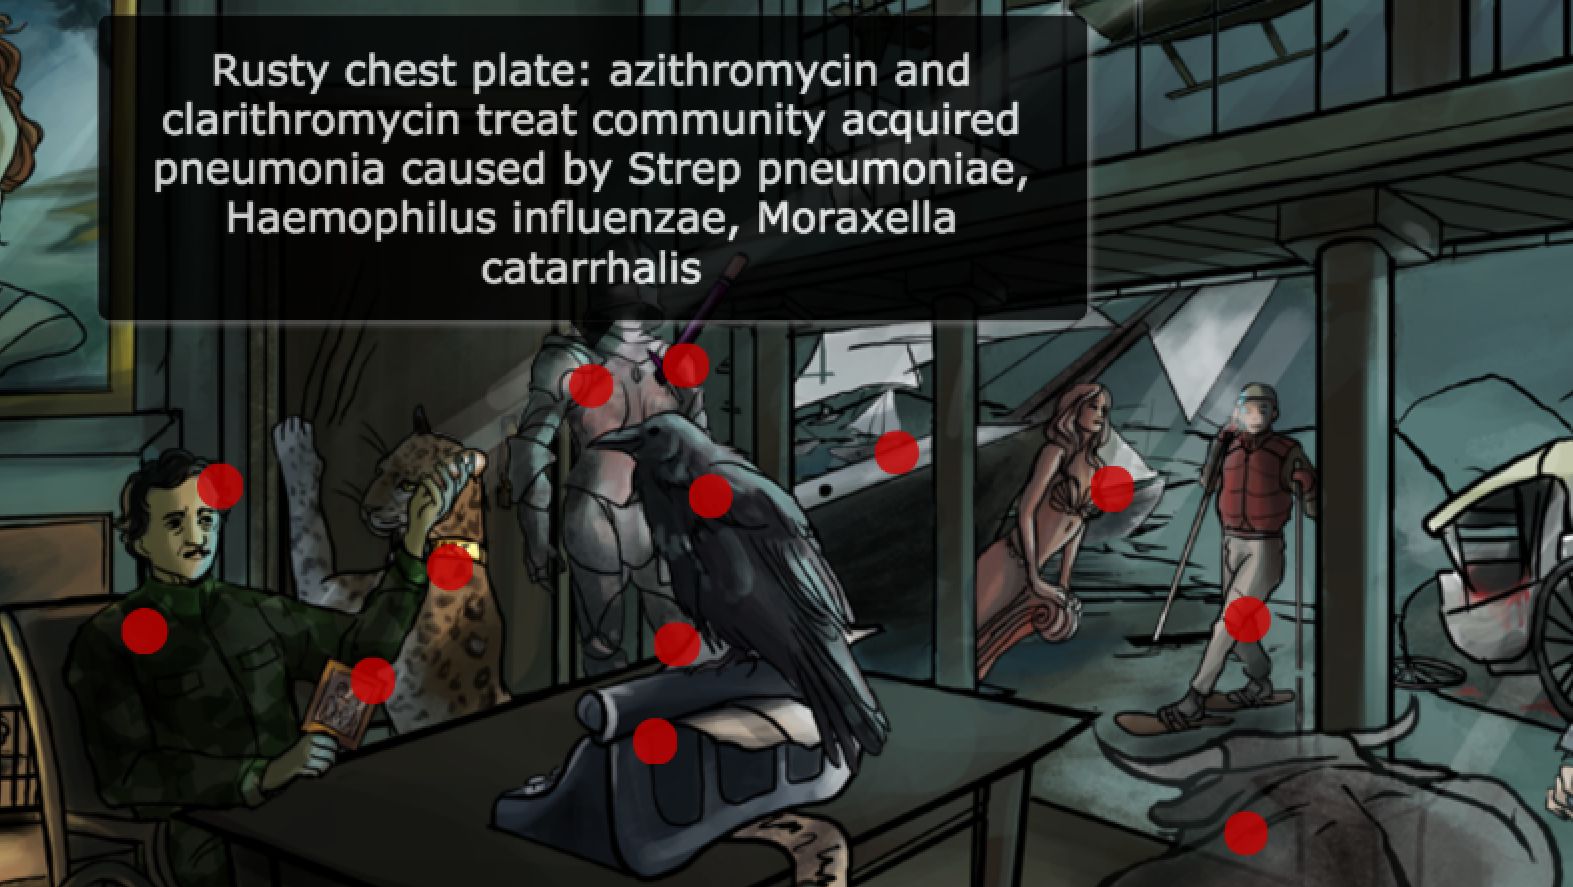 Rusty chest plate: azithromycin and
clarithromycin treat community acquired
pneumonia caused by Strep pneumoniae,
Haemophilus influenzae, Moraxella
catarrhalis